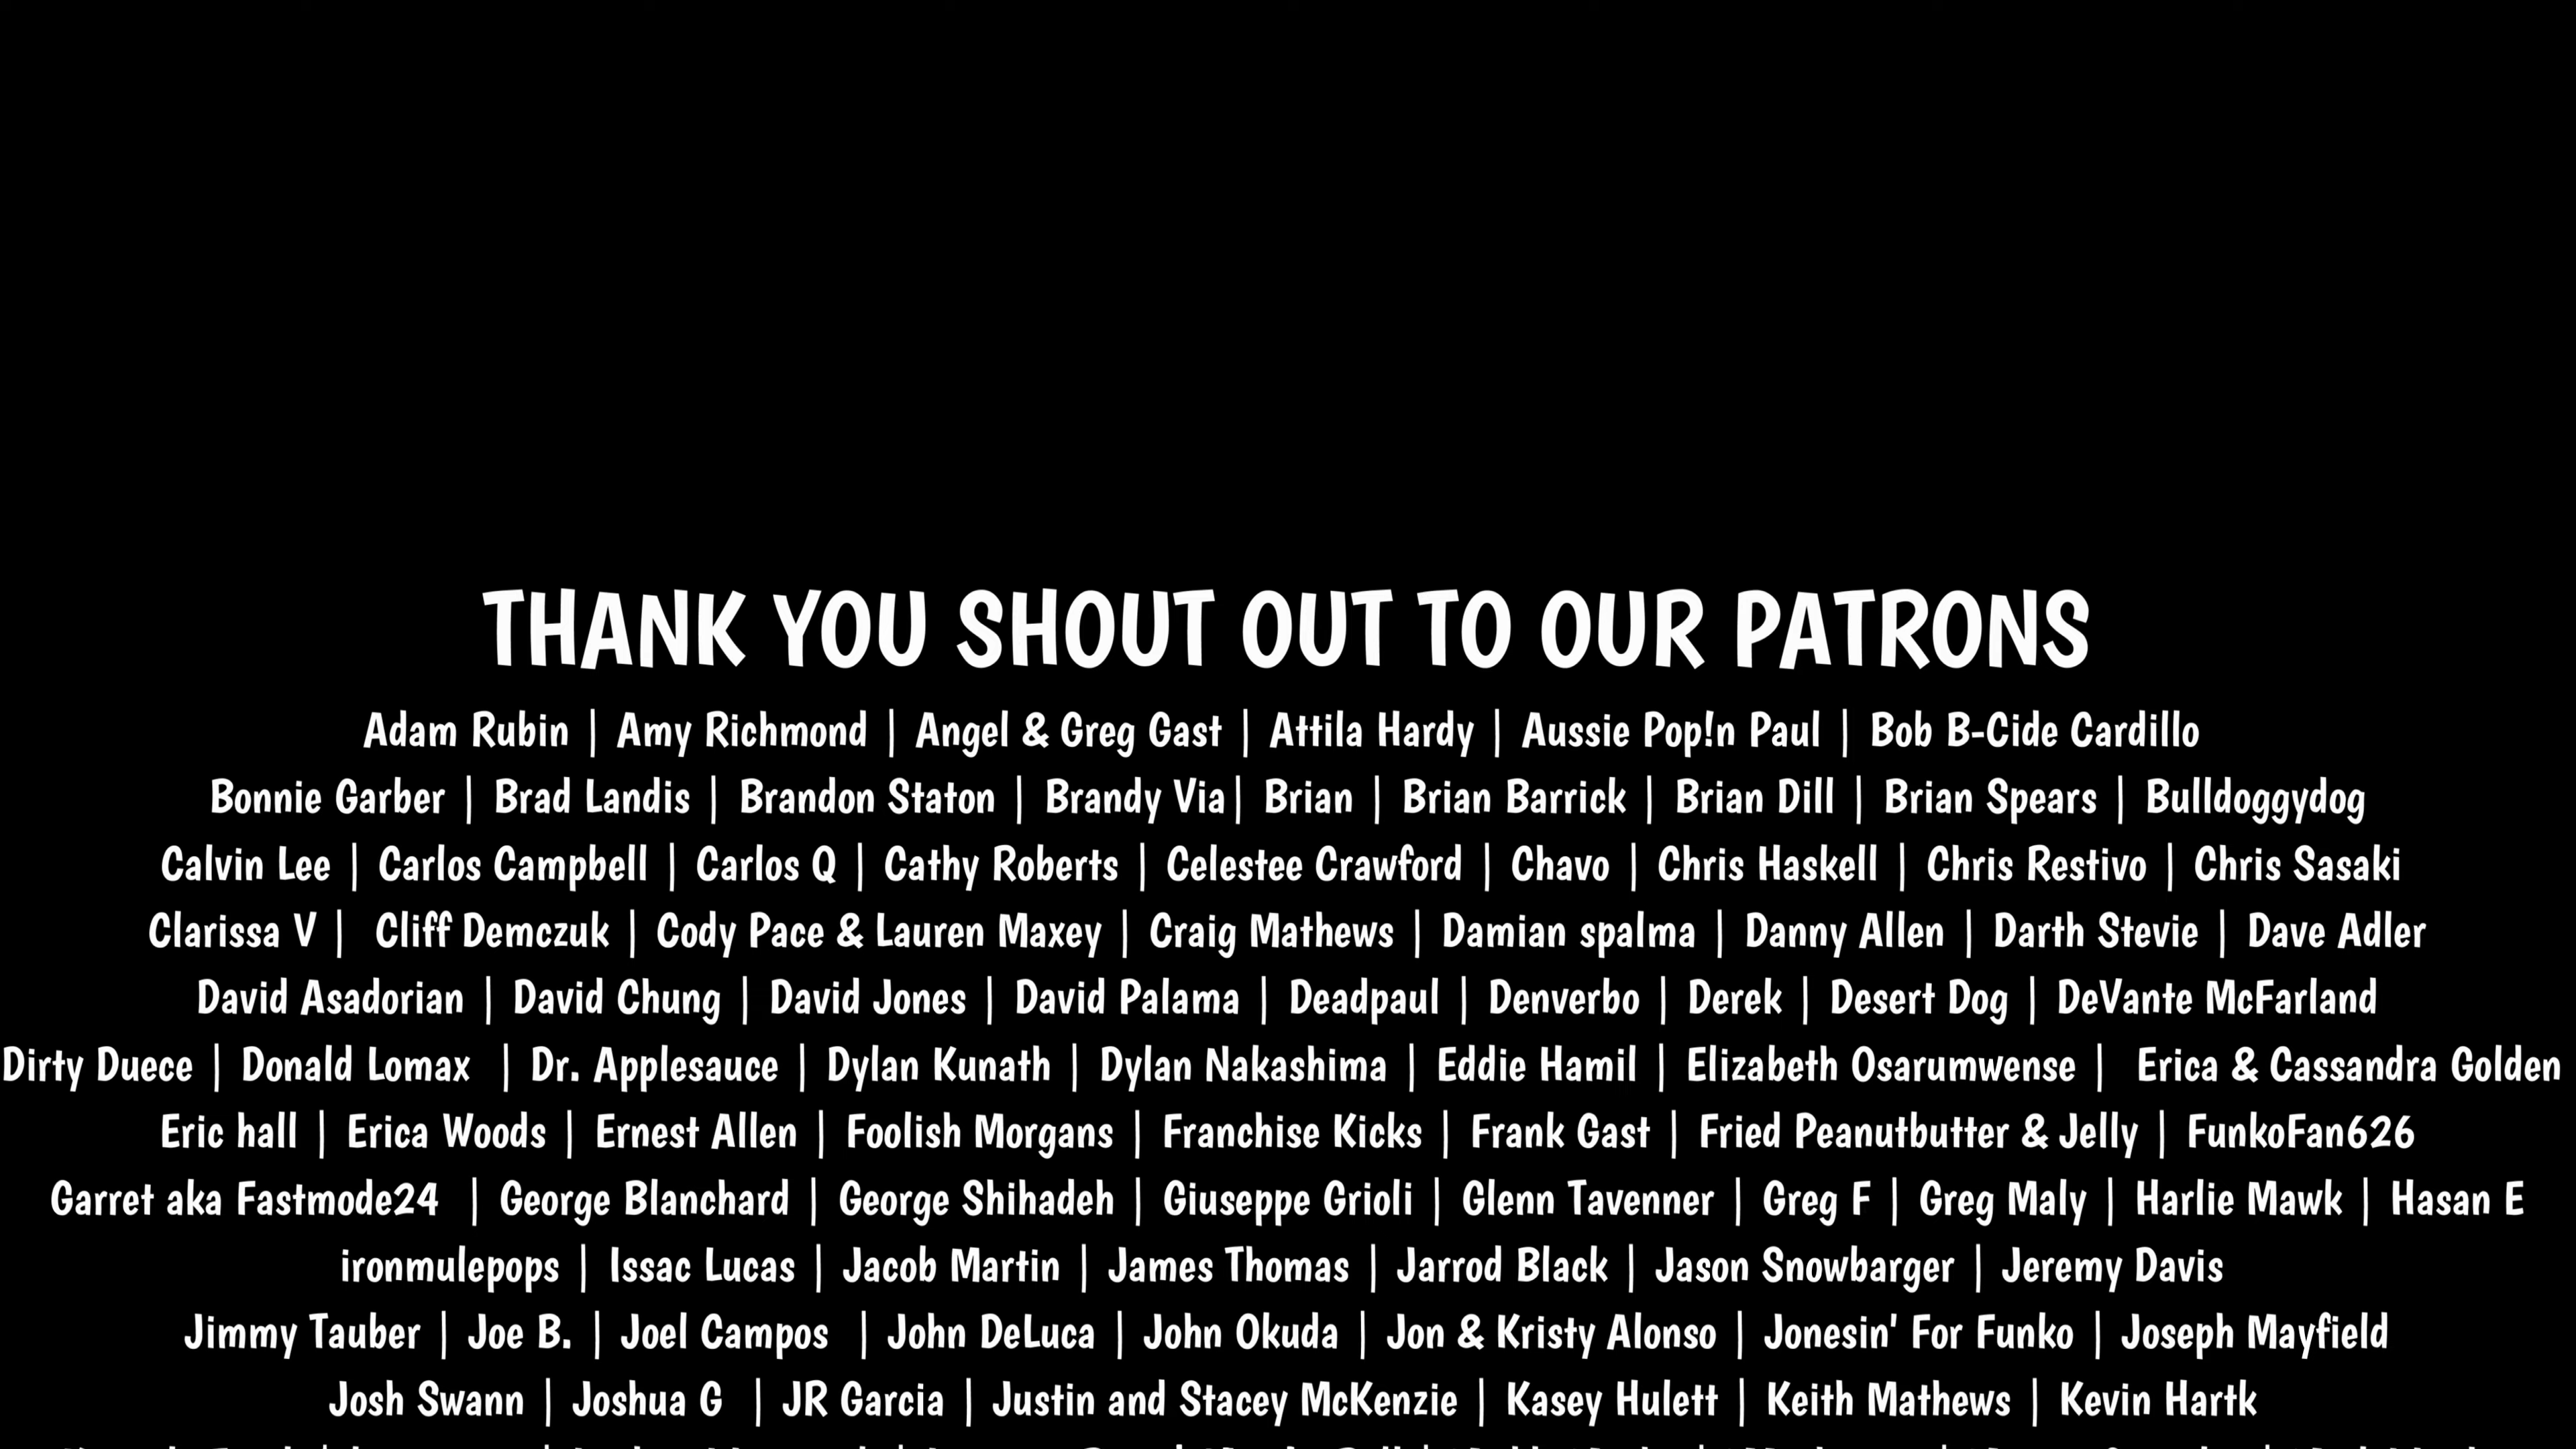 THANK YOU SHOUT OUT TO OUR PATRONS
Adam Rubin | Amy Richmond | Angel & Greg Gast | Attila Hardy | Aussie Pop!n Paul | Bob B-Cide Cardillo
Bonnie Garber | Brad Landis | Brandon Staton | Brandy Via| Brian | Brian Barrick | Brian Dill | Brian Spears | Bulldoggydog
Calvin Lee | Carlos Campbell | Carlos Q | Cathy Roberts | Celestee Crawford | Chavo | Chris Haskell | Chris Restivo | Chris Sasaki
Clarissa V | Cliff Demczuk | Cody Pace & Lauren Maxey | Craig Mathews | Damian spalma | Danny Allen | Darth Stevie | Dave Adler
David Asadorian | David Chung | David Jones | David Palama | Deadpaul | Denverbo | Derek | Desert Dog | DeVante McFarland
Dirty Duece | Donald Lomax | Dr. Applesauce | Dylan Kunath | Dylan Nakashima | Eddie Hamil | Elizabeth Osarumwense | Erica & Cassandra Golden
Eric hall | Erica Woods | Ernest Allen | Foolish Morgans | Franchise Kicks | Frank Gast | Fried Peanutbutter & Jelly | FunkoFan626
Garret aka Fastmode24 | George Blanchard | George Shihadeh | Giuseppe Grioli | Glenn Tavenner | Greg F | Greg Maly | Harlie Mawk | Hasan E
ironmulepops | Issac Lucas | Jacob Martin | James Thomas | Jarrod Black | Jason Snowbarger | Jeremy Davis
Jimmy Tauber | Joe B. | Joel Campos | John DeLuca | John Okuda | Jon & Kristy Alonso | Jonesin' For Funko | Joseph Mayfield
Josh Swann | Joshua G | JR Garcia | Justin and Stacey McKenzie | Kasey Hulett | Keith Mathews | Kevin Hartk